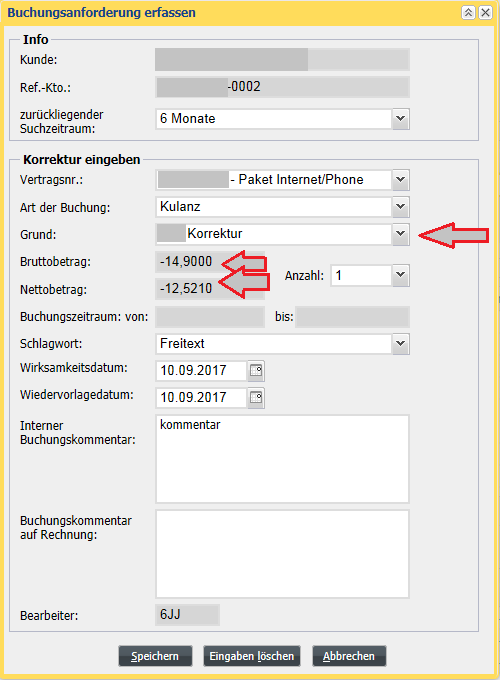 Buchungsanforderung erfassen
Info
Kunde:
Ref.-Kto.: -0002
zurückliegender
Suchzeitraum: 6 Monate
Korrektur eingeben
Vertragsnr.: - Paket Internet/Phone
Art der Buchung: Kulanz
Grund: Korrektur
Bruttobetrag: -14,9000
Anzahl: 1
Nettobetrag: -12,5210
Buchungszeitraum: von: bis:
Schlagwort: Freitext
Wirksamkeitsdatum: 10.09.2017
Wiedervorlagedatum: 10.09.2017
Interner
Buchungskommentar:
kommentar
Buchungskommentar
auf Rechnung:
Bearbeiter: 6JJ
Speichern Eingaben löschen Abbrechen